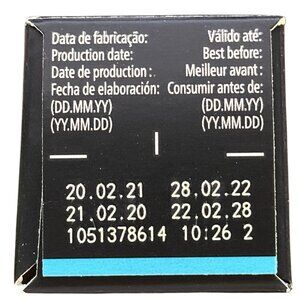 Data de fabricação: Válido até:
Production date: Best before:
Date de production : Meilleur avant :
Fecha de elaboración: Consumir antes de:
(DD.MM.YY) (DD.MM.YY)
(YY.MM.DD) (YY.MM.DD)
20.02.21 28.02.22
21.02.20 22.02.28
1051378614 10:26 2